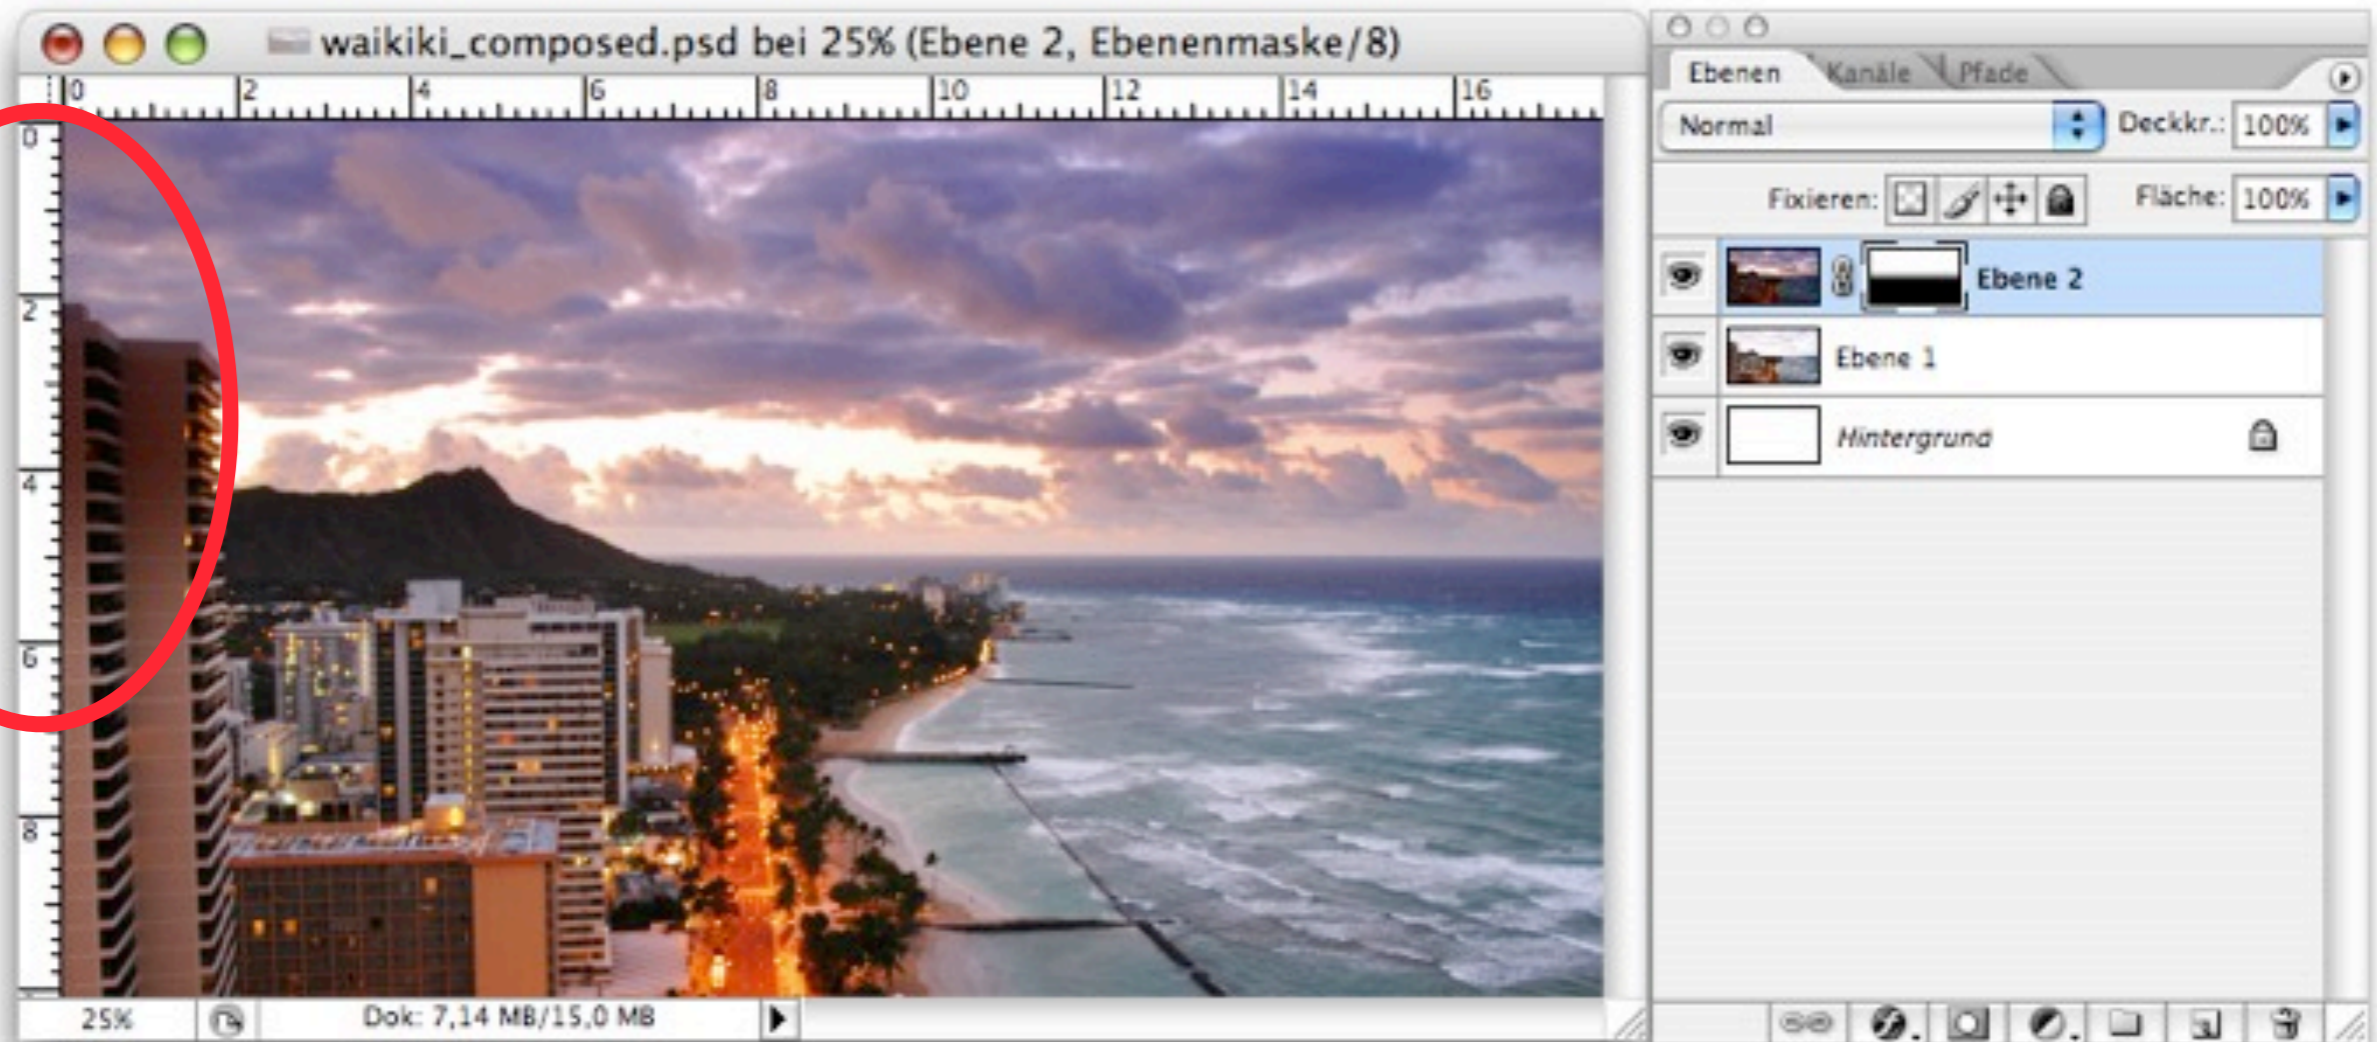 waikiki_composed.psd bei 25% (Ebene 2, Ebenenmaske/8)
0 2 4 6 8 10 12 14 16
0
2
4
6
8
25% Dok: 7,14 MB/15,0 MB
Ebenen Kanäle Pfade
Normal Deckkr.: 100%
Fixieren: Fläche: 100%
Ebene 2
Ebene 1
Hintergrund